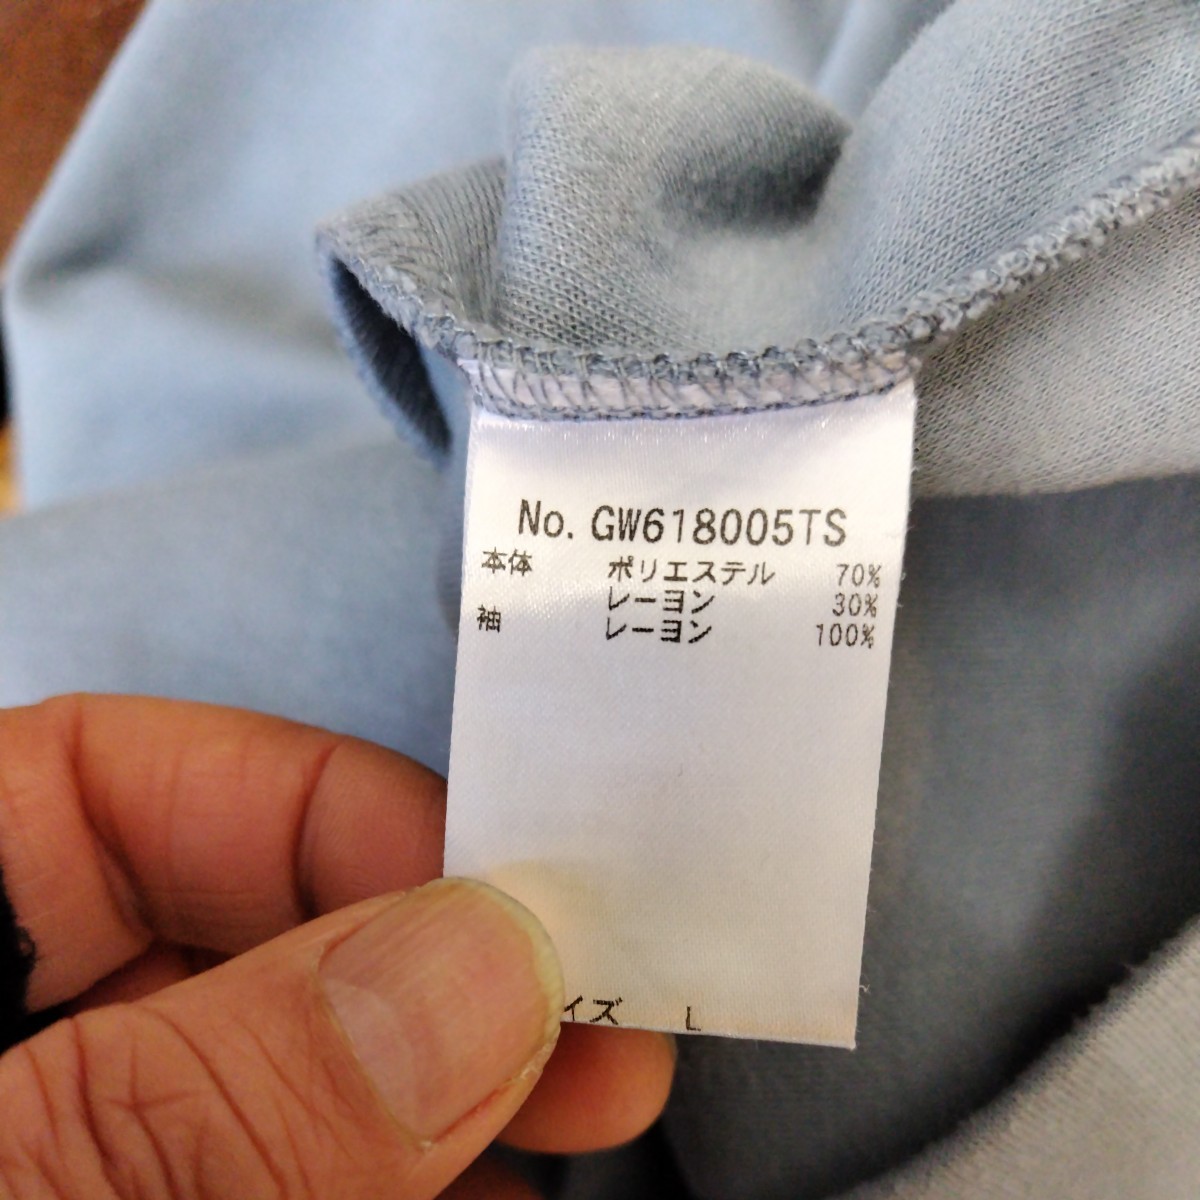 No. GW618005TS
本体 ポリエステル 70%
レーヨン 30%
袖 レーヨン 100%
イズ L